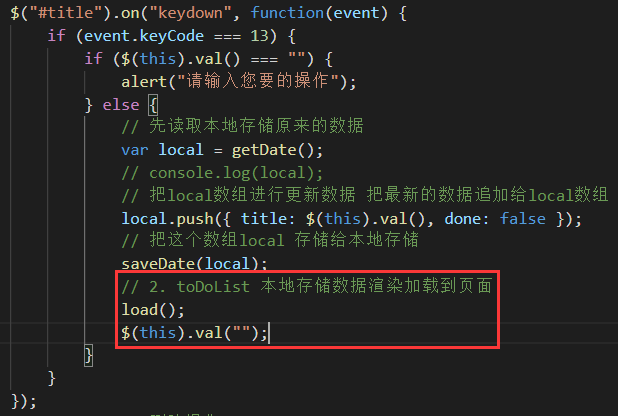 $("#title").on("keydown", function(event) {
if (event.keyCode === 13) {
if ($(this).val() === "") {
alert("请输入您要的操作");
} else {
// 先读取本地存储原来的数据
var local = getDate();
// console.log(local);
// 把local数组进行更新数据 把最新的数据追加给local数组
local.push({ title: $(this).val(), done: false });
// 把这个数组local 存储给本地存储
saveDate(local);
// 2. toDoList 本地存储数据渲染加载到页面
load();
$(this).val("");
}
}
});